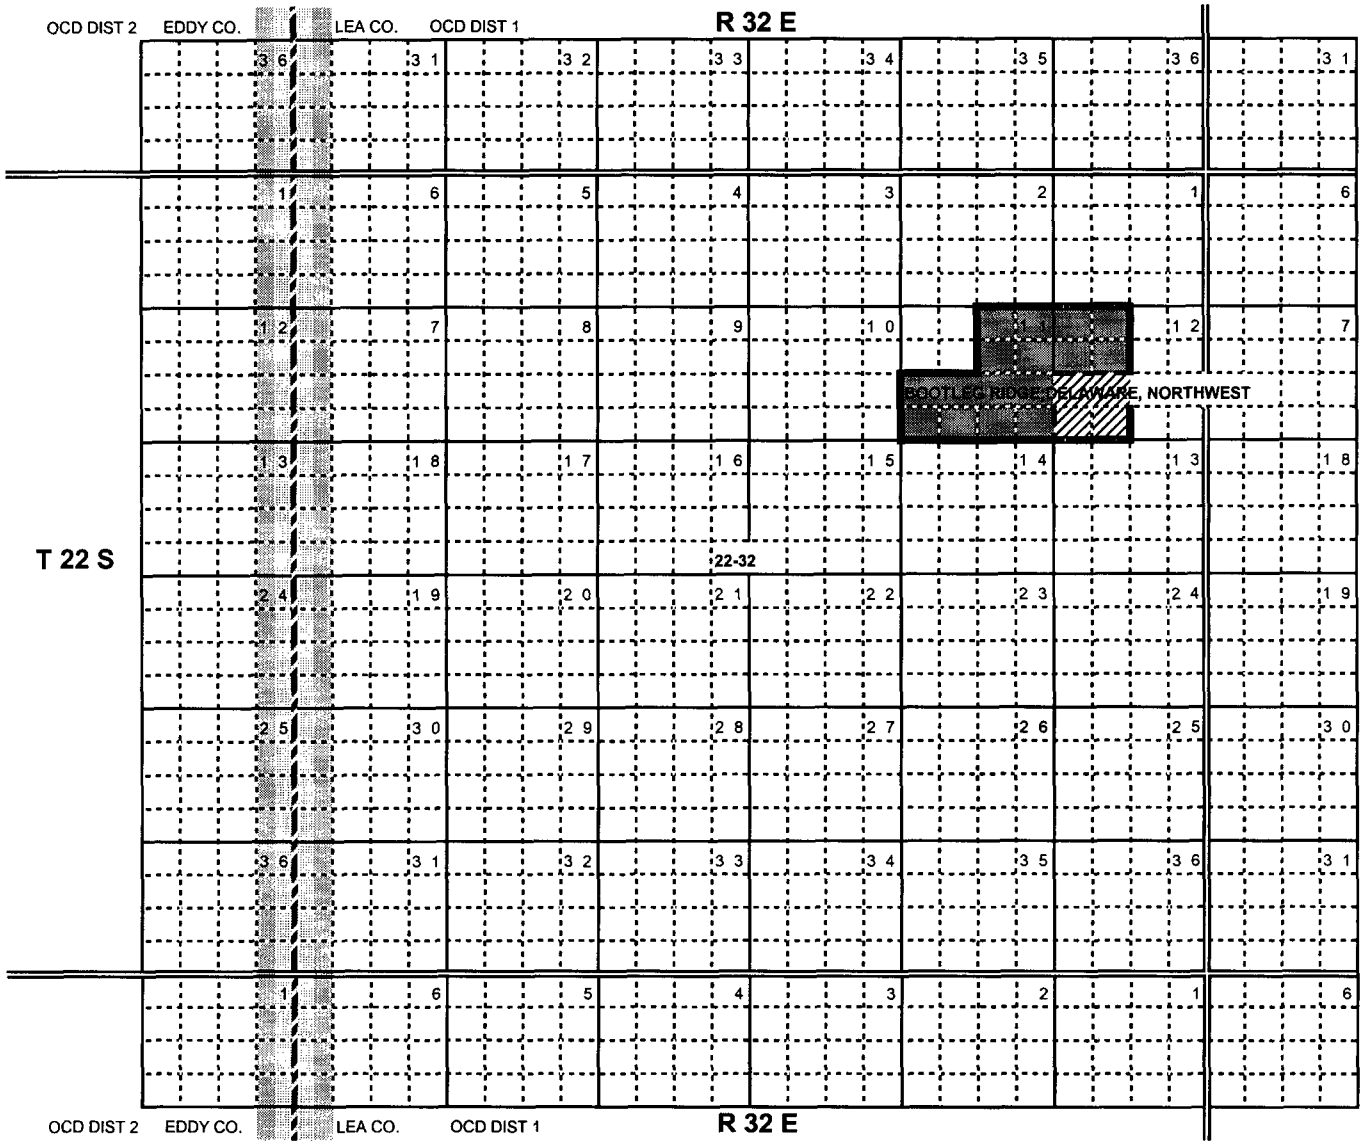 OCD DIST 2 EDDY CO. LEA CO. OCD DIST 1 R 32 E
36 31 32 33 34 35 36 31
1 6 5 4 3 2 1 6
12 7 8 9 10 11 12 7
BOOTLEG RIDGE;DELAWARE, NORTHWEST
13 18 17 16 15 14 13 18
T 22 S 22-32
24 19 20 21 22 23 24 19
25 30 29 28 27 26 25 30
36 31 32 33 34 35 36 31
1 6 5 4 3 2 1 6
OCD DIST 2 EDDY CO. LEA CO. OCD DIST 1 R 32 E